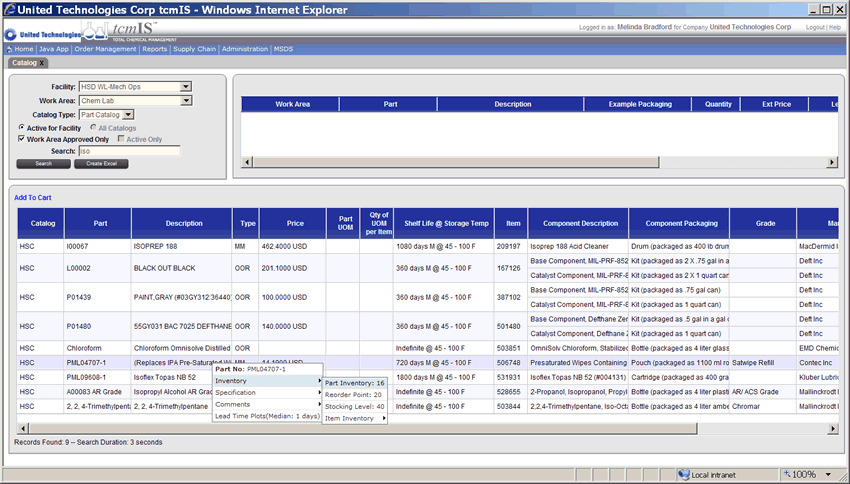 United Technologies Corp tcmIS - Windows Internet Explorer
United Technologies tcmIS™
TOTAL CHEMICAL MANAGEMENT
Logged in as: Melinda Bradford for Company United Technologies Corp Logout | Help
Home | Java App | Order Management | Reports | Supply Chain | Administration | MSDS
Catalog X
Facility: HSD WL-Mech Ops
Work Area: Chem Lab
Catalog Type: Part Catalog
Active for Facility All Catalogs
Work Area Approved Only Active Only
Search: iso
Search Create Excel
Work Area Part Description Example Packaging Quantity Ext Price Le
Add To Cart
Catalog Part Description Type Price Part UOM Qty of UOM per Item Shelf Life @ Storage Temp Item Component Description Component Packaging Grade Man
HSC I00067 ISOPREP 188 MM 462.4000 USD 1080 days M @ 45 - 100 F 209197 Isoprep 188 Acid Cleaner Drum (packaged as 400 lb drum MacDermid In
HSC L00002 BLACK OUT BLACK OOR 201.1000 USD 360 days M @ 45 - 100 F 167126 Base Component, MIL-PRF-852 Kit (packaged as 2 X .75 gal can) Deft Inc
Catalyst Component, MIL-PRF-8 Kit (packaged as 2 X 1 quart can) Deft Inc
HSC P01439 PAINT,GRAY (#03GY312:36440) OOR 100.0000 USD 360 days M @ 45 - 100 F 387102 Base Component, MIL-PRF-852 Kit (packaged as .75 gal can) Deft Inc
Catalyst Component, MIL-PRF-8 Kit (packaged as 1 quart can) Deft Inc
HSC P01480 55GY031 BAC 7025 DEFTHANE OOR 140.0000 USD 360 days M @ 45 - 100 F 501480 Base Component, Defthane Zer Kit (packaged as .5 gal in a gal c Deft Inc
Catalyst Component, Defthane Z Kit (packaged as 1 quart can) Deft Inc
HSC Chloroform Chloroform Omnisolve Distilled OOR Indefinite @ 45 - 100 F 503851 OmniSolv Chloroform, Stabilized Bottle (packaged as 4 liter glass EMD Chemic
HSC PML04707-1 (Replaces IPA Pre-Saturated W MM 14.1900 USD 720 days M @ 45 - 100 F 506748 Presaturated Wipes Containing Pouch (packaged as 1100 ml ro Satwipe Refill Contec Inc
HSC PML09608-1 Isoflex Topas NB 52 1800 days M @ 45 - 100 F 531931 Isoflex Topas NB 52 (#004131) Cartridge (packaged as 400 gra Kluber Lubric
HSC A00083 AR Grade Isopropyl Alcohol AR Grade Indefinite @ 45 - 100 F 528655 2-Propanol, Isopropanol, Propyl Bottle (packaged as 4 liter glass AR/ ACS Grade Mallinckrodt I
HSC 2, 2, 4-Trimethylpenta 2, 2, 4-Trimethylpentane Indefinite @ 45 - 100 F 503844 2,2,4-Trimethylpentane, Iso-Octa Bottle (packaged as 4 liter amber Chromar Mallinckrodt I
Part No: PML04707-1
Inventory
Specification
Comments
Lead Time Plots(Median: 1 days)
Part Inventory: 16
Reorder Point: 20
Stocking Level: 40
Item Inventory
Records Found: 9 -- Search Duration: 3 seconds
Local intranet 100%